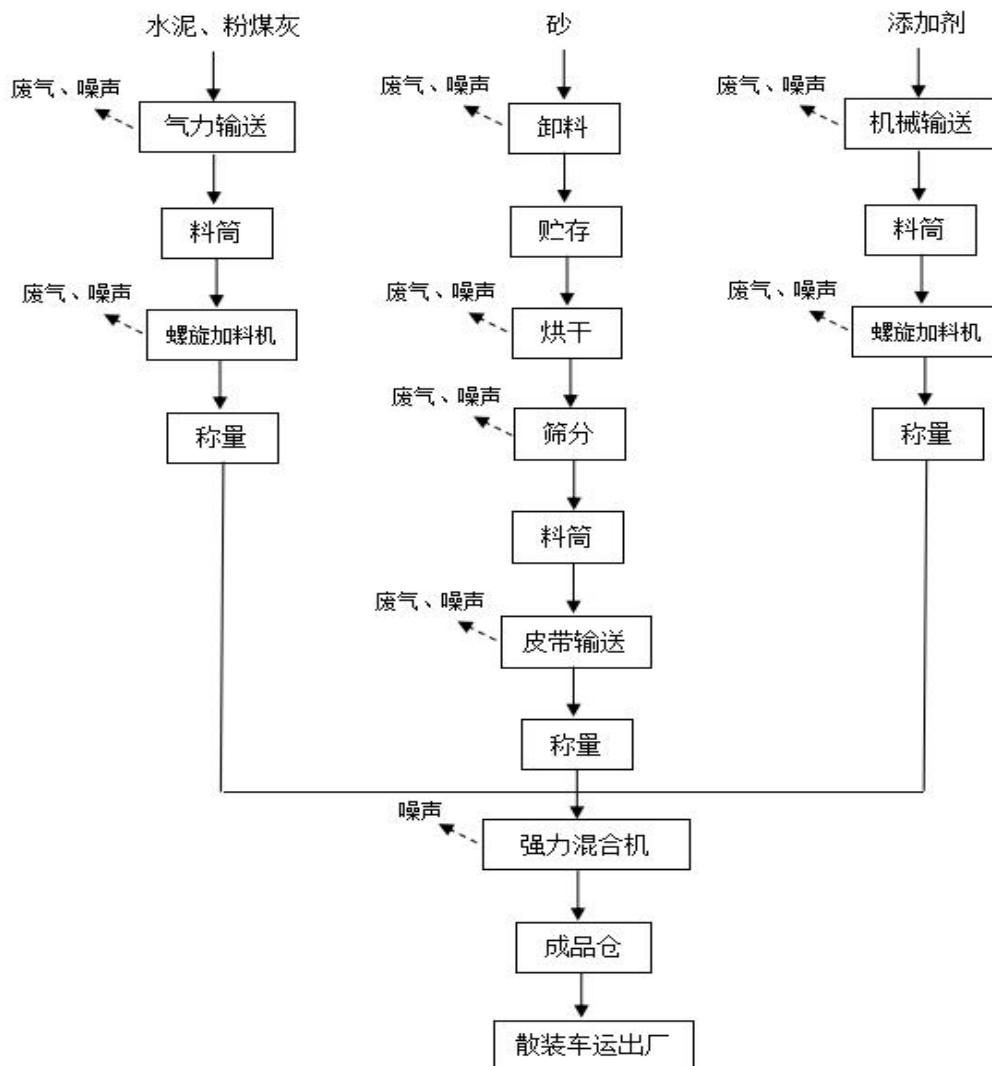 水泥、粉煤灰
砂
添加剂
废气、噪声
废气、噪声
废气、噪声
气力输送
卸料
机械输送
料筒
贮存
料筒
废气、噪声
废气、噪声
废气、噪声
螺旋加料机
烘干
螺旋加料机
废气、噪声
称量
筛分
称量
料筒
废气、噪声
皮带输送
称量
噪声
强力混合机
成品仓
散装车运出厂